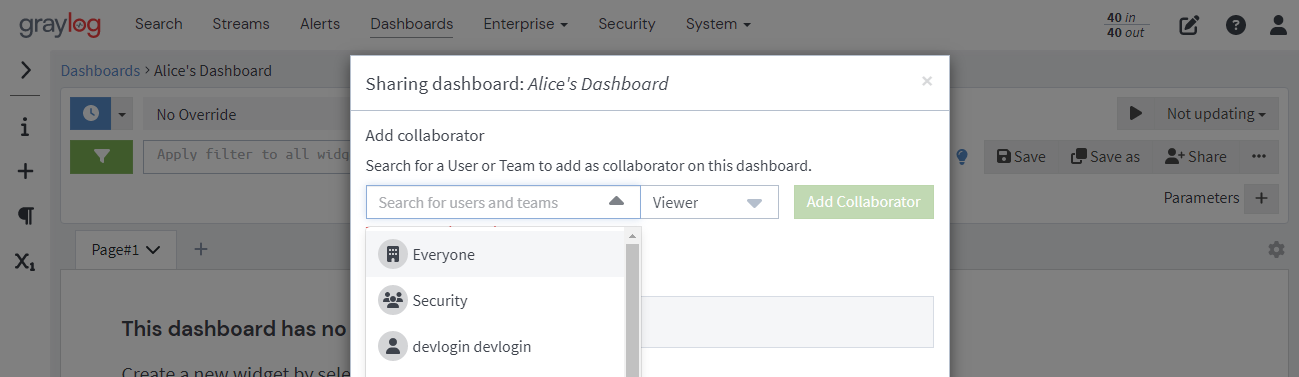 graylog Search Streams Alerts Dashboards Enterprise Security System 40 in
40 out
Dashboards > Alice's Dashboard
Sharing dashboard: Alice's Dashboard ×
No Override
Not updating
Add collaborator
Apply filter to all widg
Search for a User or Team to add as collaborator on this dashboard.
Save Save as Share
Search for users and teams Viewer Add Collaborator
Parameters +
Page#1 +
Everyone
Security
devlogin devlogin
This dashboard has no
Create a new widget by sele